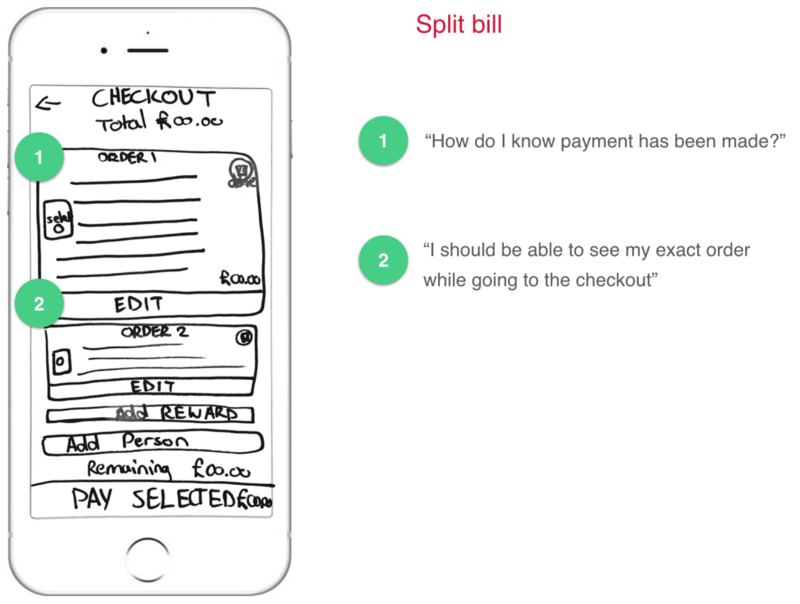 Split bill
CHECKOUT
Total £00.00
1
ORDER 1
select
£00.00
2
EDIT
ORDER 2
EDIT
Add REWARD
Add Person
Remaining £00.00
PAY SELECTED £00.00
1
“How do I know payment has been made?”
2
“I should be able to see my exact order
while going to the checkout”